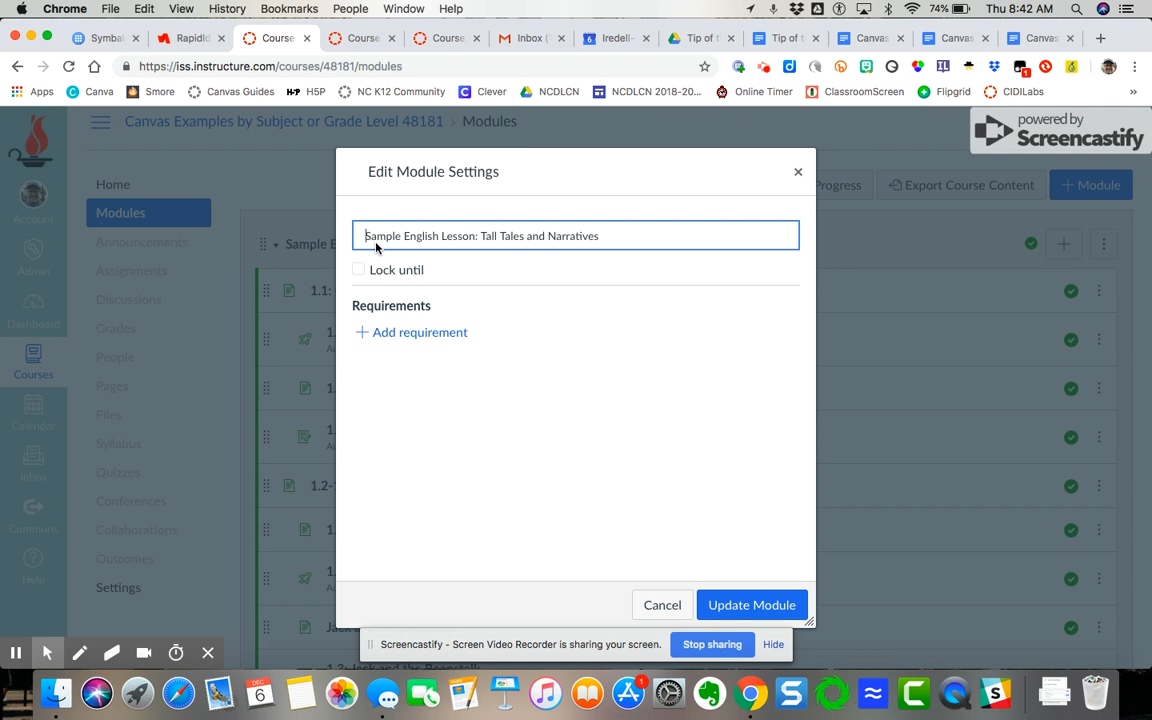 Chrome File Edit View History Bookmarks People Window Help 74% Thu 8:42 AM
Symbal Rapidld Course Course Course Inbox ( Iredell- Tip of t Tip of t Canvas Canvas Canvas
https://iss.instructure.com/courses/48181/modules
Apps Canva Smore Canvas Guides H-P H5P NC K12 Community Clever NCDLCN NCDLCN 2018-20... Online Timer ClassroomScreen Flipgrid CIDILabs »
Canvas Examples by Subject or Grade Level 48181 › Modules
powered by
Screencastify
Edit Module Settings
Progress Export Course Content + Module
Home
Account
Modules
Sample English Lesson: Tall Tales and Narratives
Announcements
Sample E
Admin
Lock until
Assignments
1.1:
Discussions
Requirements
Dashboard
Grades
+ Add requirement
People
Courses
Pages
Files
Calendar
Syllabus
Quizzes
1.2-
Inbox
Conferences
Commons
Collaborations
Outcomes
Help
Settings
Cancel Update Module
Screencastify - Screen Video Recorder is sharing your screen. Stop sharing Hide
DEC
6
1